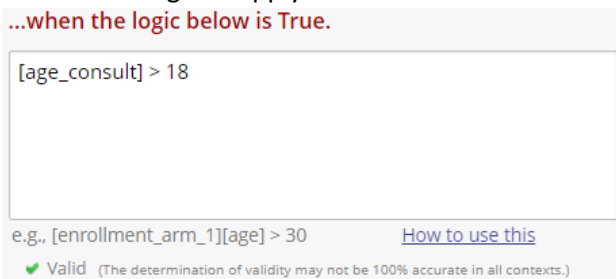 ...when the logic below is True.
[age_consult] > 18
e.g., [enrollment_arm_1][age] > 30 How to use this
✔ Valid (The determination of validity may not be 100% accurate in all contexts.)